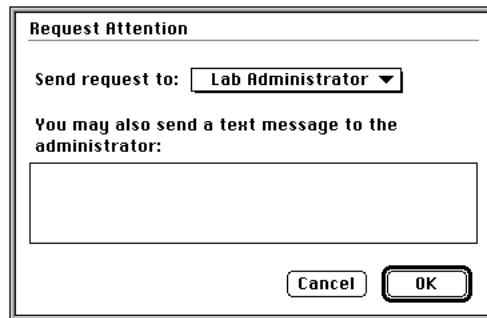 Request Attention
Send request to: Lab Administrator
You may also send a text message to the
administrator:
Cancel OK